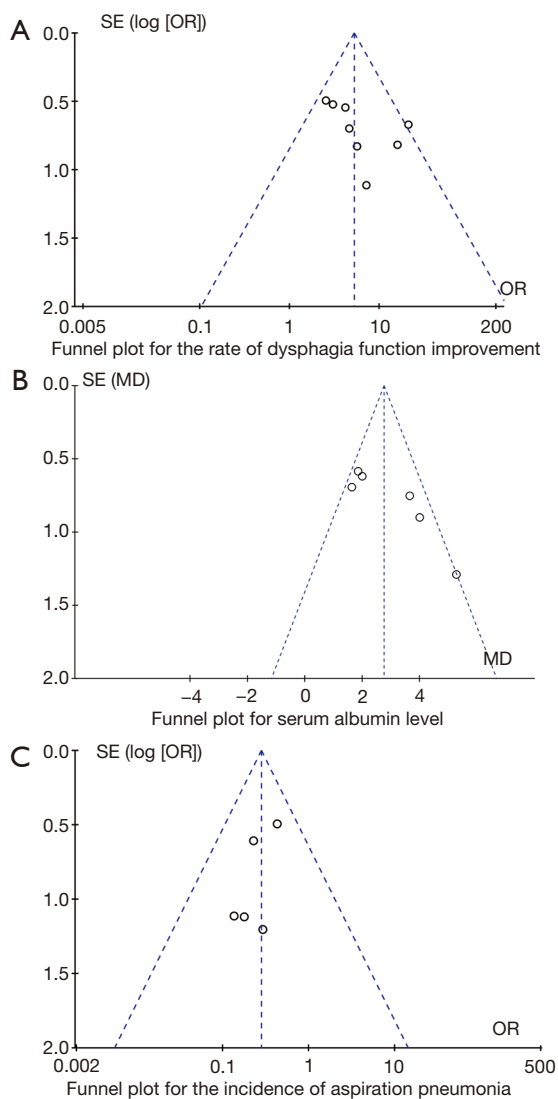 A
SE (log [OR])
0.0
0.5
1.0
1.5
2.0
OR
0.005 0.1 1 10 200
Funnel plot for the rate of dysphagia function improvement
B
SE (MD)
0.0
0.5
1.0
1.5
2.0
MD
−4 −2 0 2 4
Funnel plot for serum albumin level
C
SE (log [OR])
0.0
0.5
1.0
1.5
2.0
OR
0.002 0.1 1 10 500
Funnel plot for the incidence of aspiration pneumonia